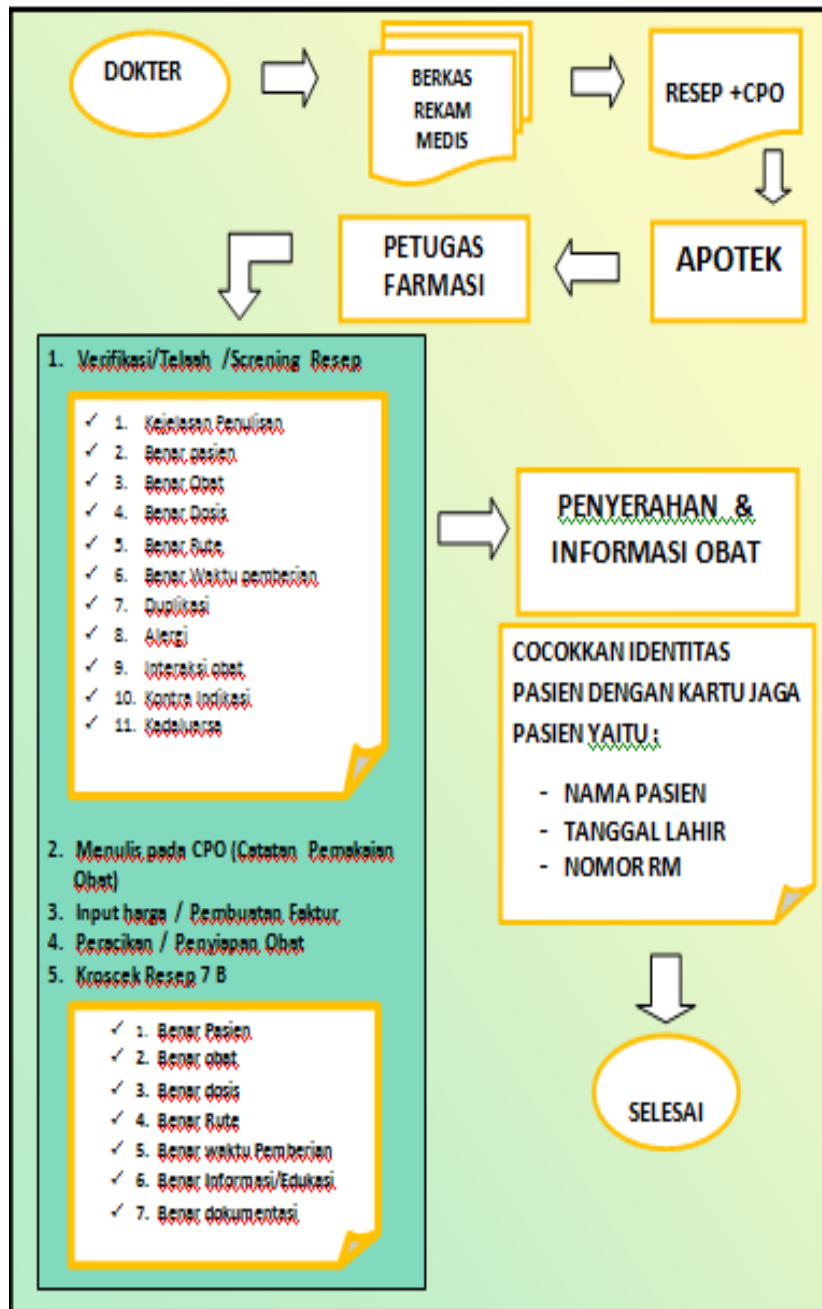 DOKTER
BERKAS
REKAM
MEDIS
RESEP +CPO
APOTEK
PETUGAS
FARMASI
1. Verifikasi/Telaah /Screning Resep
✓ 1. Kejelasan Penulisan
✓ 2. Benar pasien
✓ 3. Benar Obat
✓ 4. Benar Dosis
✓ 5. Benar Rute
✓ 6. Benar Waktu pemberian
✓ 7. Duplikasi
✓ 8. Alergi
✓ 9. Interaksi obat
✓ 10. Kontra Indikasi
✓ 11. Kadaluarsa
2. Menulis pada CPO (Catatan Pemakaian
Obat)
3. Input harga / Pembuatan Faktur
4. Peracikan / Penyiapan Obat
5. Kroscek Resep 7 B
✓ 1. Benar Pasien
✓ 2. Benar obat
✓ 3. Benar dosis
✓ 4. Benar Rute
✓ 5. Benar waktu Pemberian
✓ 6. Benar Informasi/Edukasi
✓ 7. Benar dokumentasi
PENYERAHAN &
INFORMASI OBAT
COCOKKAN IDENTITAS
PASIEN DENGAN KARTU JAGA
PASIEN YAITU :
- NAMA PASIEN
- TANGGAL LAHIR
- NOMOR RM
SELESAI